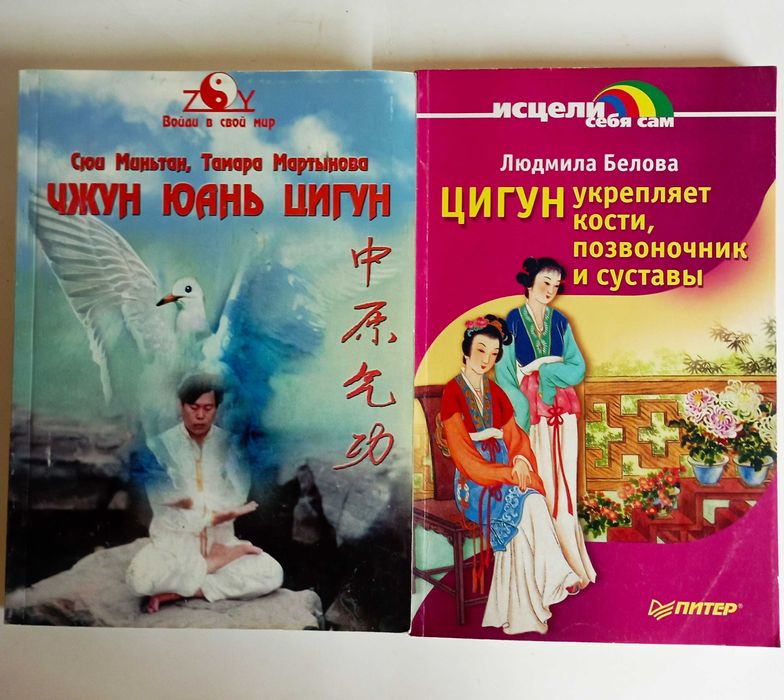 ZY
Войди в свой мир
Сюи Миньтан, Тамара Мартынова
ЧЖУН ЮАНЬ ЦИГУН
中
原
气
功
исцели
себя сам
Людмила Белова
ЦИГУН укрепляет
кости,
позвоночник
и суставы
ПИТЕР®